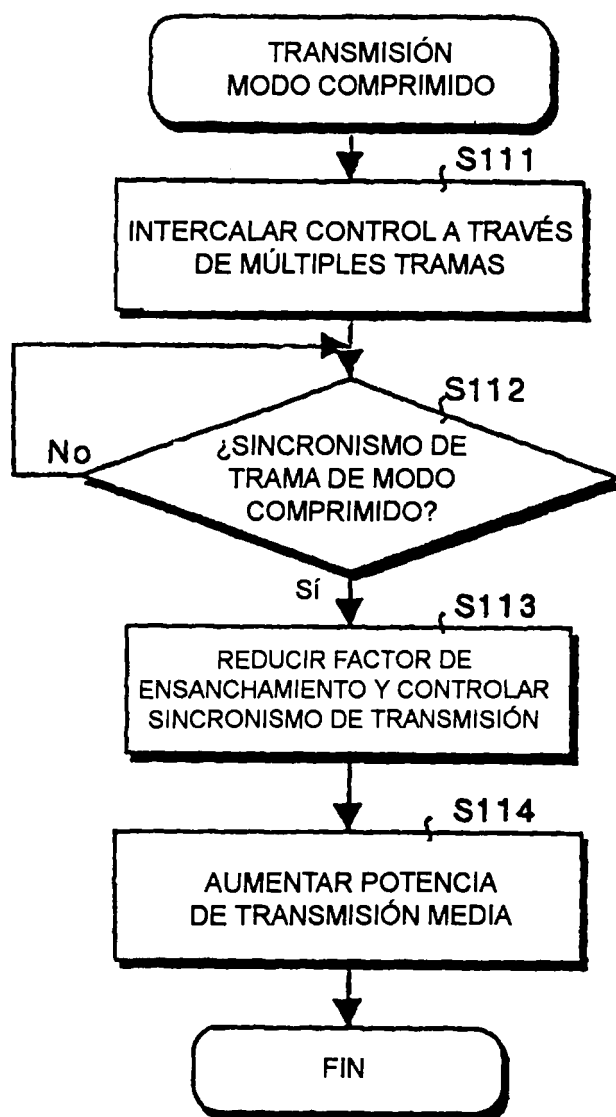 TRANSMISIÓN
MODO COMPRIMIDO
S111
INTERCALAR CONTROL A TRAVÉS
DE MÚLTIPLES TRAMAS
S112
No
¿SINCRONISMO DE
TRAMA DE MODO
COMPRIMIDO?
Sí
S113
REDUCIR FACTOR DE
ENSANCHAMIENTO Y CONTROLAR
SINCRONISMO DE TRANSMISIÓN
S114
AUMENTAR POTENCIA
DE TRANSMISIÓN MEDIA
FIN